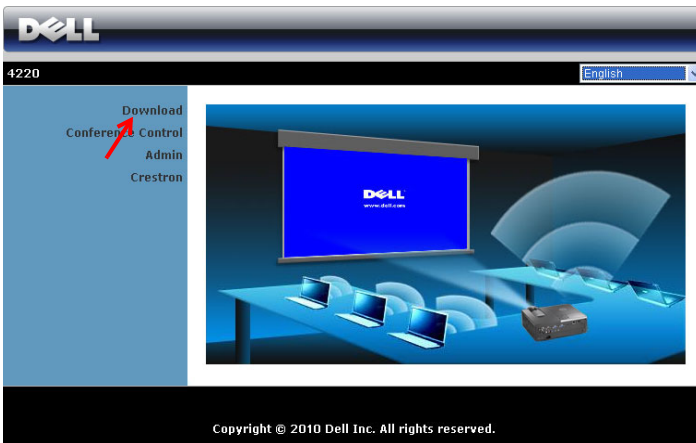 DELL
4220
English
Download
Conference Control
Admin
Crestron
DELL
www.dell.com
Copyright © 2010 Dell Inc. All rights reserved.